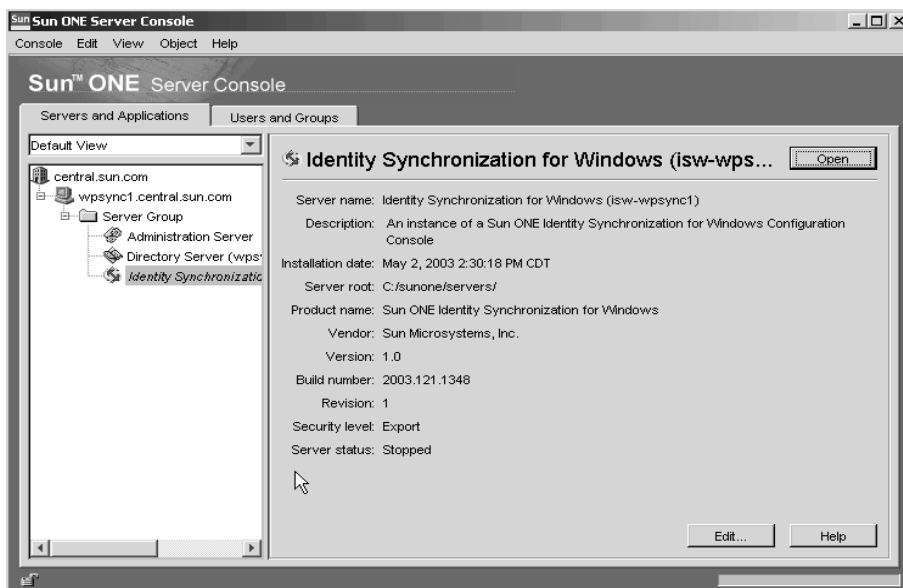 Sun Sun ONE Server Console
Console Edit View Object Help
Sun™ ONE Server Console
Servers and Applications
Users and Groups
Default View
central.sun.com
wpsync1.central.sun.com
Server Group
Administration Server
Directory Server (wps
Identity Synchronizatic
Identity Synchronization for Windows (isw-wps...
Open
Server name: Identity Synchronization for Windows (isw-wpsync1)
Description: An instance of a Sun ONE Identity Synchronization for Windows Configuration
Console
Installation date: May 2, 2003 2:30:18 PM CDT
Server root: C:/sunone/servers/
Product name: Sun ONE Identity Synchronization for Windows
Vendor: Sun Microsystems, Inc.
Version: 1.0
Build number: 2003.121.1348
Revision: 1
Security level: Export
Server status: Stopped
Edit... Help